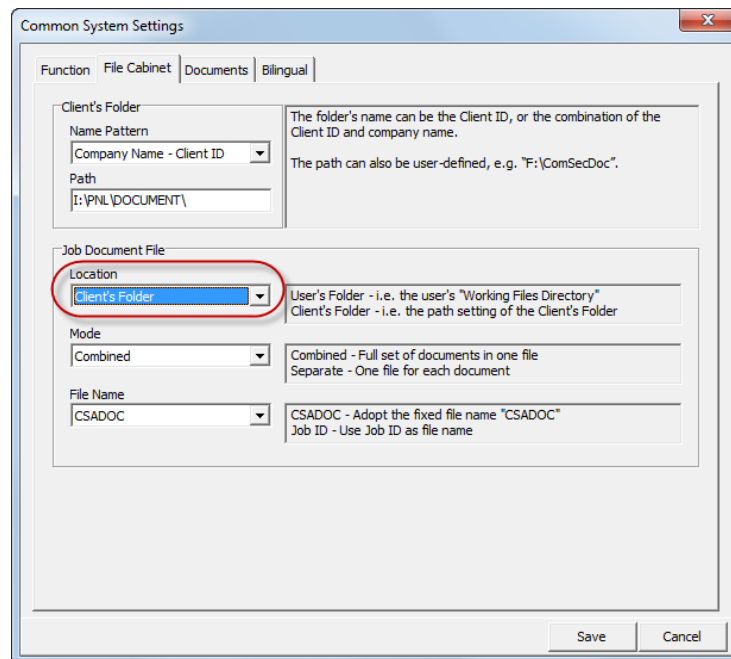 Common System Settings
Function
File Cabinet
Documents
Bilingual
Client's Folder
Name Pattern
Company Name - Client ID
Path
I:\PNL\DOCUMENT\
The folder's name can be the Client ID, or the combination of the
Client ID and company name.
The path can also be user-defined, e.g. "F:\ComSecDoc".
Job Document File
Location
Client's Folder
User's Folder - i.e. the user's "Working Files Directory"
Client's Folder - i.e. the path setting of the Client's Folder
Mode
Combined
Combined - Full set of documents in one file
Separate - One file for each document
File Name
CSADOC
CSADOC - Adopt the fixed file name "CSADOC"
Job ID - Use Job ID as file name
Save
Cancel